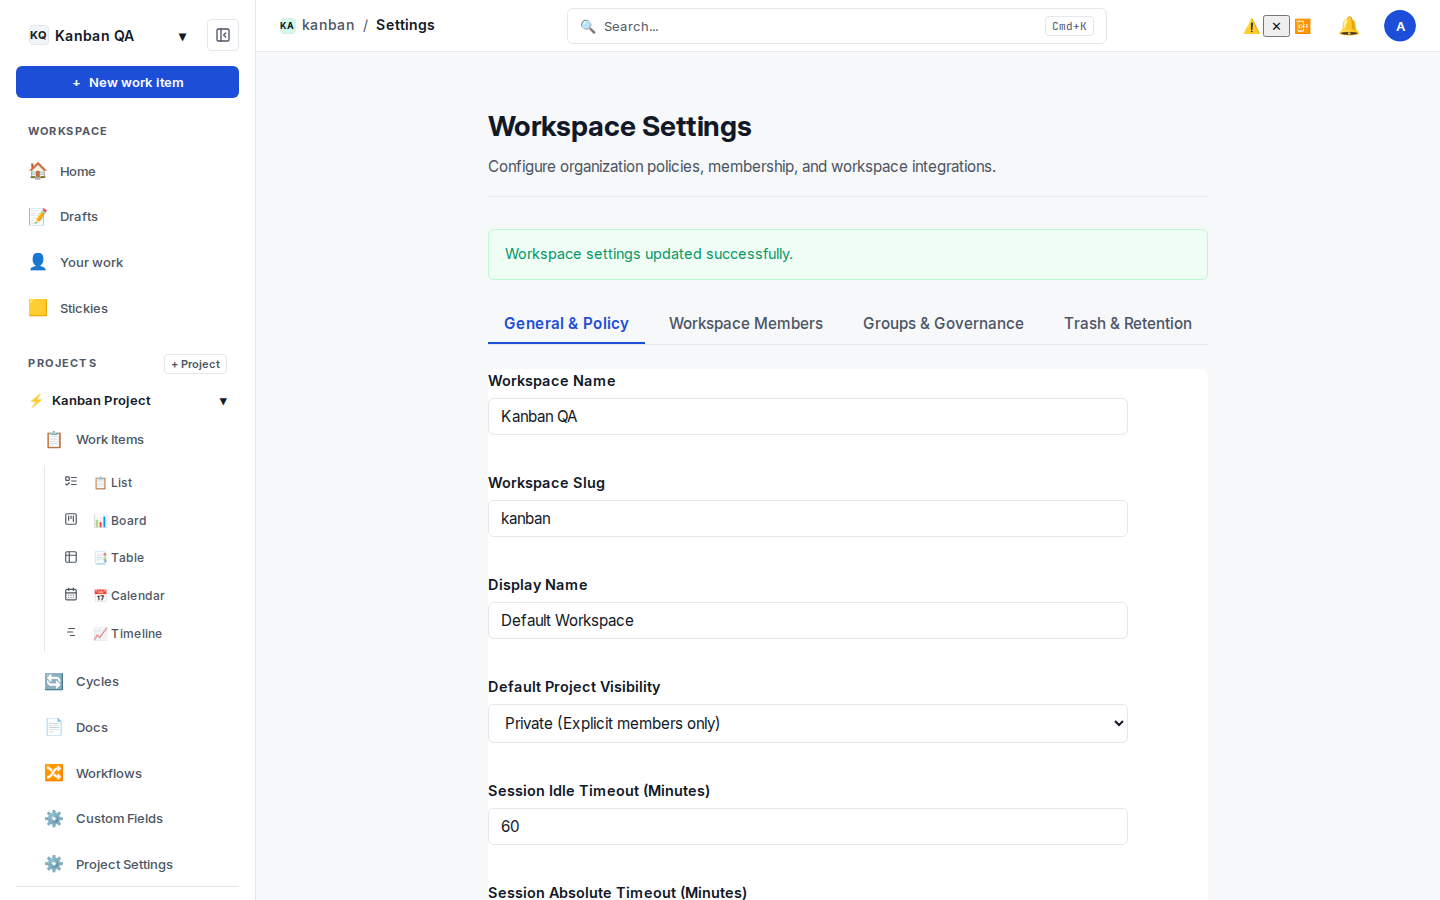 KQ Kanban QA ▾
+ New work item
WORKSPACE
Home
Drafts
Your work
Stickies
PROJECTS
+ Project
Kanban Project ▾
Work Items
List
Board
Table
Calendar
Timeline
Cycles
Docs
Workflows
Custom Fields
Project Settings
KA kanban / Settings
Search...
Cmd+K
A
Workspace Settings
Configure organization policies, membership, and workspace integrations.
Workspace settings updated successfully.
General & Policy
Workspace Members
Groups & Governance
Trash & Retention
Workspace Name
Kanban QA
Workspace Slug
kanban
Display Name
Default Workspace
Default Project Visibility
Private (Explicit members only)
Session Idle Timeout (Minutes)
60
Session Absolute Timeout (Minutes)